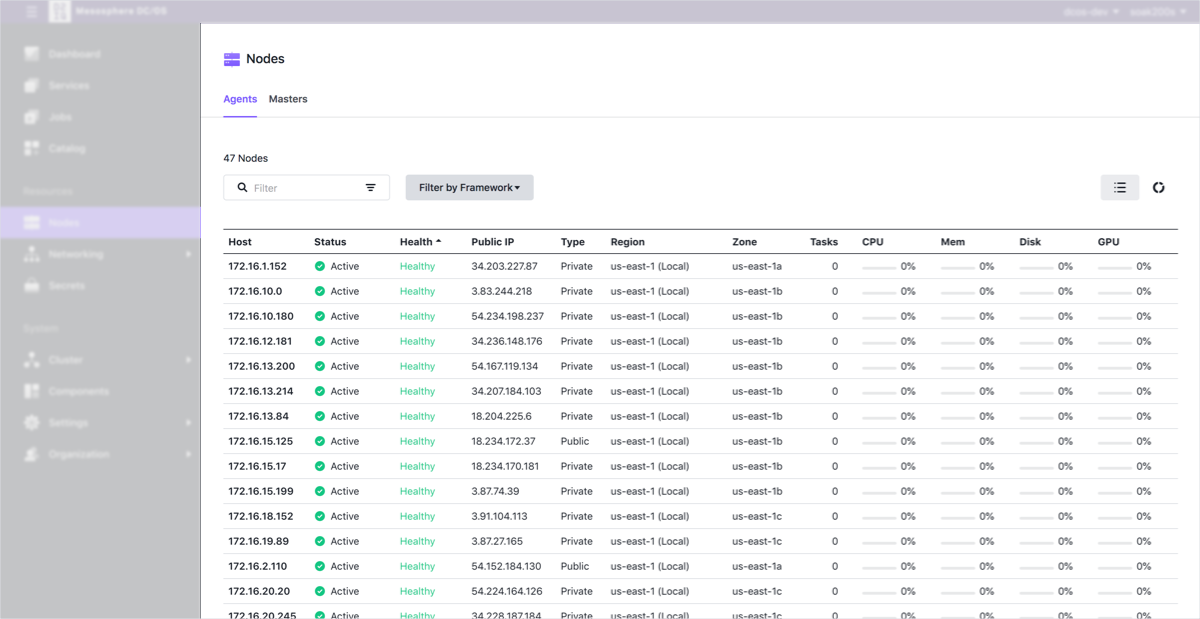 Mesosphere DC/OS
Dashboard
Services
Jobs
Catalog
Resources
Nodes
Networking
Secrets
System
Cluster
Components
Settings
Organization
Nodes
Agents Masters
47 Nodes
Filter Filter by Framework
Host Status Health Public IP Type Region Zone Tasks CPU Mem Disk GPU
172.16.1.152 Active Healthy 34.203.227.87 Private us-east-1 (Local) us-east-1a 0 0% 0% 0% 0%
172.16.10.0 Active Healthy 3.83.244.218 Private us-east-1 (Local) us-east-1b 0 0% 0% 0% 0%
172.16.10.180 Active Healthy 54.234.198.237 Private us-east-1 (Local) us-east-1b 0 0% 0% 0% 0%
172.16.12.181 Active Healthy 34.236.148.176 Private us-east-1 (Local) us-east-1b 0 0% 0% 0% 0%
172.16.13.200 Active Healthy 54.167.119.134 Private us-east-1 (Local) us-east-1b 0 0% 0% 0% 0%
172.16.13.214 Active Healthy 34.207.184.103 Private us-east-1 (Local) us-east-1b 0 0% 0% 0% 0%
172.16.13.84 Active Healthy 18.204.225.6 Private us-east-1 (Local) us-east-1b 0 0% 0% 0% 0%
172.16.15.125 Active Healthy 18.234.172.37 Public us-east-1 (Local) us-east-1b 0 0% 0% 0% 0%
172.16.15.17 Active Healthy 18.234.170.181 Private us-east-1 (Local) us-east-1b 0 0% 0% 0% 0%
172.16.15.199 Active Healthy 3.87.74.39 Private us-east-1 (Local) us-east-1b 0 0% 0% 0% 0%
172.16.18.152 Active Healthy 3.91.104.113 Private us-east-1 (Local) us-east-1c 0 0% 0% 0% 0%
172.16.19.89 Active Healthy 3.87.27.165 Private us-east-1 (Local) us-east-1c 0 0% 0% 0% 0%
172.16.2.110 Active Healthy 54.152.184.130 Public us-east-1 (Local) us-east-1a 0 0% 0% 0% 0%
172.16.20.20 Active Healthy 54.224.164.126 Private us-east-1 (Local) us-east-1c 0 0% 0% 0% 0%
172.16.20.245 Active Healthy 34.228.187.184 Private us-east-1 (Local) us-east-1c 0 0% 0% 0% 0%